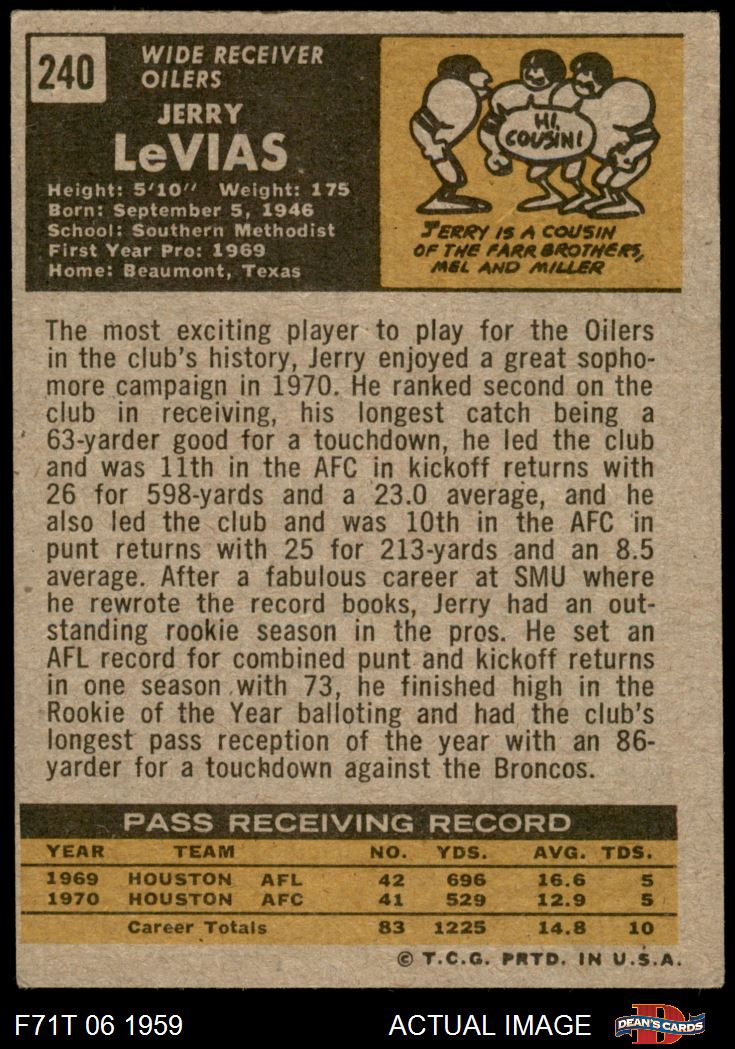 240
WIDE RECEIVER
OILERS
JERRY
LeVIAS
Height: 5'10" Weight: 175
Born: September 5, 1946
School: Southern Methodist
First Year Pro: 1969
Home: Beaumont, Texas
HI,
COUSIN!
JERRY IS A COUSIN
OF THE FARR BROTHERS,
MEL AND MILLER
The most exciting player to play for the Oilers
in the club's history, Jerry enjoyed a great sopho-
more campaign in 1970. He ranked second on the
club in receiving, his longest catch being a
63-yarder good for a touchdown, he led the club
and was 11th in the AFC in kickoff returns with
26 for 598-yards and a 23.0 average, and he
also led the club and was 10th in the AFC in
punt returns with 25 for 213-yards and an 8.5
average. After a fabulous career at SMU where
he rewrote the record books, Jerry had an out-
standing rookie season in the pros. He set an
AFL record for combined punt and kickoff returns
in one season with 73, he finished high in the
Rookie of the Year balloting and had the club's
longest pass reception of the year with an 86-
yarder for a touchdown against the Broncos.
PASS RECEIVING RECORD
YEAR TEAM NO. YDS. AVG. TDS.
1969 HOUSTON AFL 42 696 16.6 5
1970 HOUSTON AFC 41 529 12.9 5
Career Totals 83 1225 14.8 10
© T.C.G. PRTD. IN U.S.A.
F71T 06 1959 ACTUAL IMAGE D DEAN'S CARDS